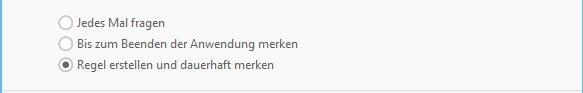 Jedes Mal fragen
Bis zum Beenden der Anwendung merken
Regel erstellen und dauerhaft merken